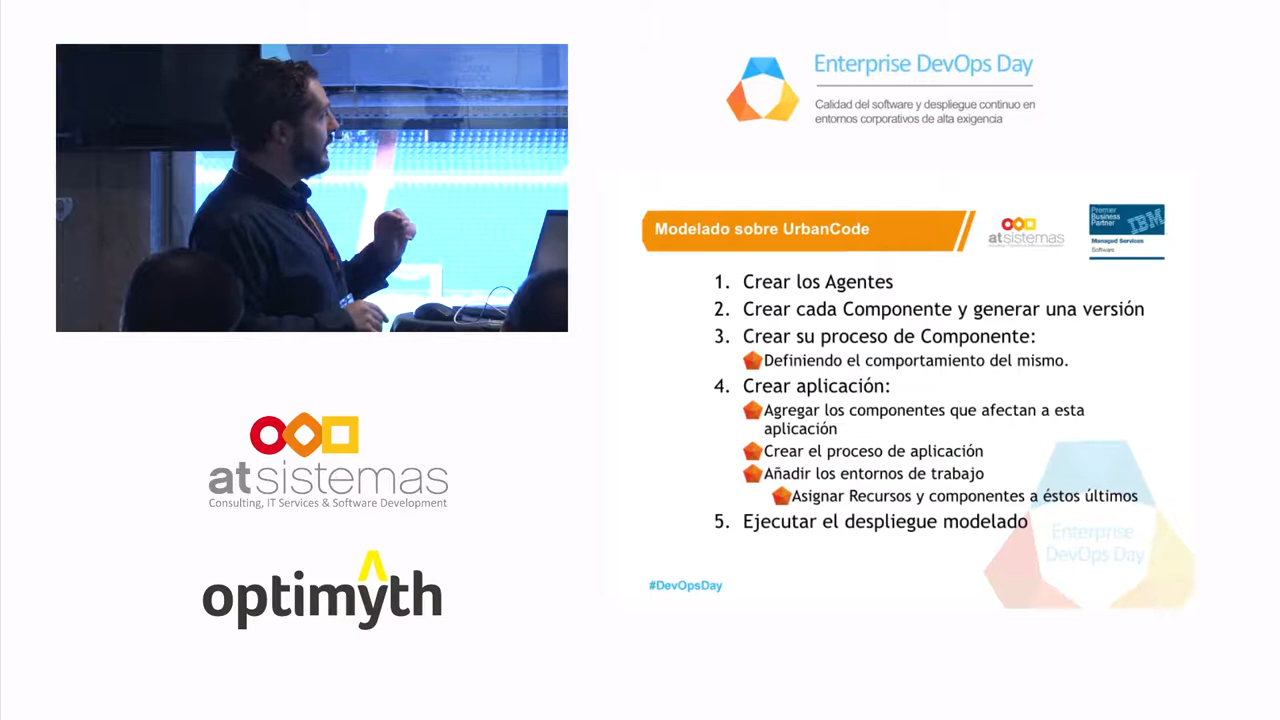 Enterprise DevOps Day
Calidad del software y despliegue continuo en
entornos corporativos de alta exigencia
Modelado sobre UrbanCode
atsistemas
Premier
Business
Partner
IBM
Managed Services
Software
1. Crear los Agentes
2. Crear cada Componente y generar una versión
3. Crear su proceso de Componente:
Definiendo el comportamiento del mismo.
4. Crear aplicación:
Agregar los componentes que afectan a esta
aplicación
Crear el proceso de aplicación
Añadir los entornos de trabajo
Asignar Recursos y componentes a éstos últimos
5. Ejecutar el despliegue modelado
Enterprise
DevOps Day
#DevOpsDay
atsistemas
Consulting, IT Services & Software Development
optimyth